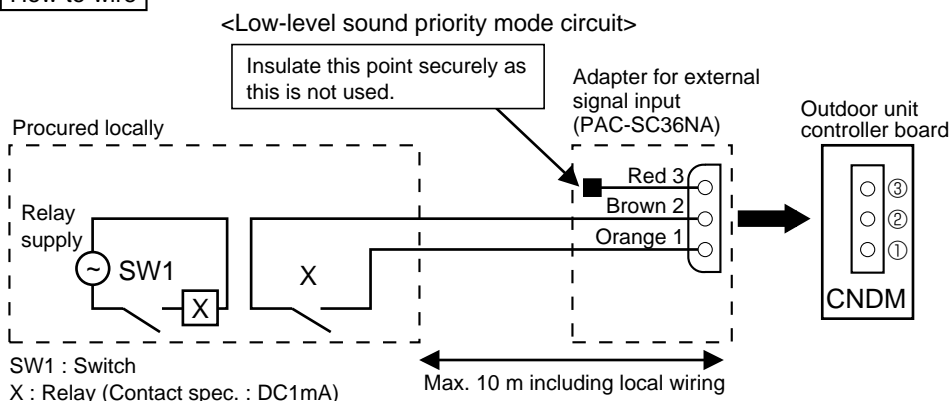 How to wire
<Low-level sound priority mode circuit>
Insulate this point securely as
this is not used.
Adapter for external
signal input
(PAC-SC36NA)
Outdoor unit
controller board
Procured locally
Red 3
Brown 2
Orange 1
③
②
①
CNDM
Relay
supply
~
SW1
X
X
SW1 : Switch
X : Relay (Contact spec. : DC1mA)
Max. 10 m including local wiring